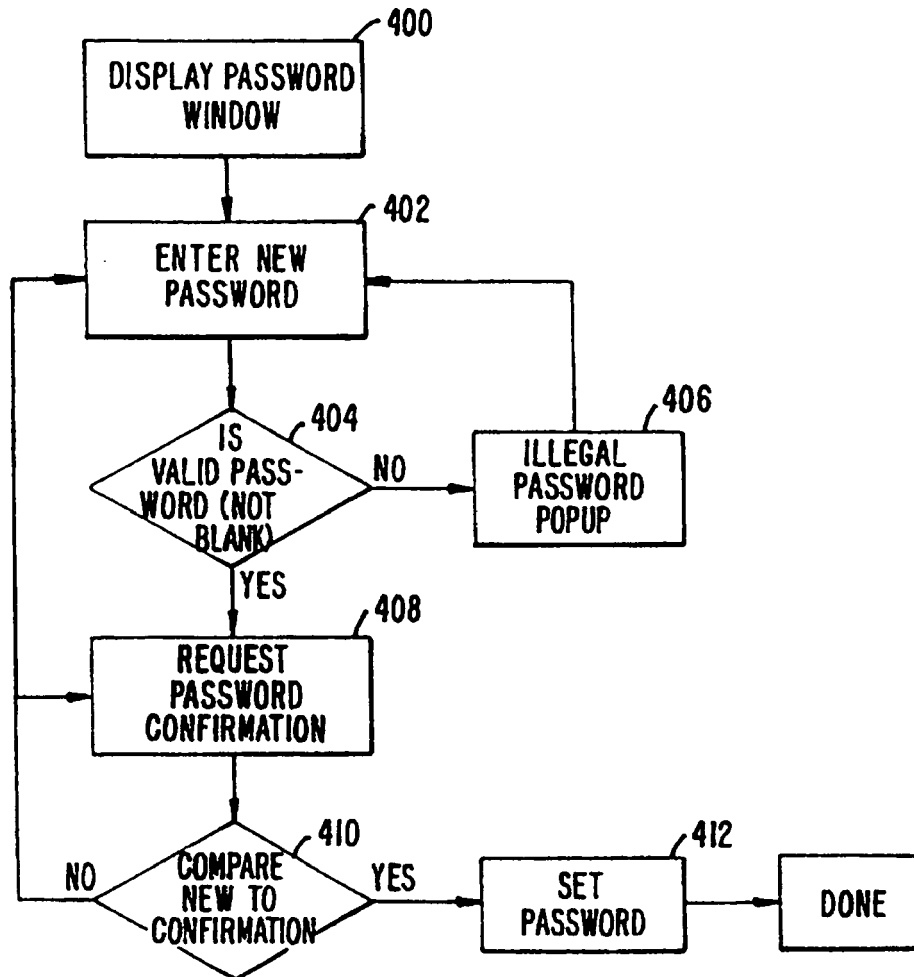 400
DISPLAY PASSWORD
WINDOW
402
ENTER NEW
PASSWORD
404
IS
VALID PASS-
WORD (NOT
BLANK)
NO
406
ILLEGAL
PASSWORD
POPUP
YES
408
REQUEST
PASSWORD
CONFIRMATION
410
NO
COMPARE
NEW TO
CONFIRMATION
YES
412
SET
PASSWORD
DONE